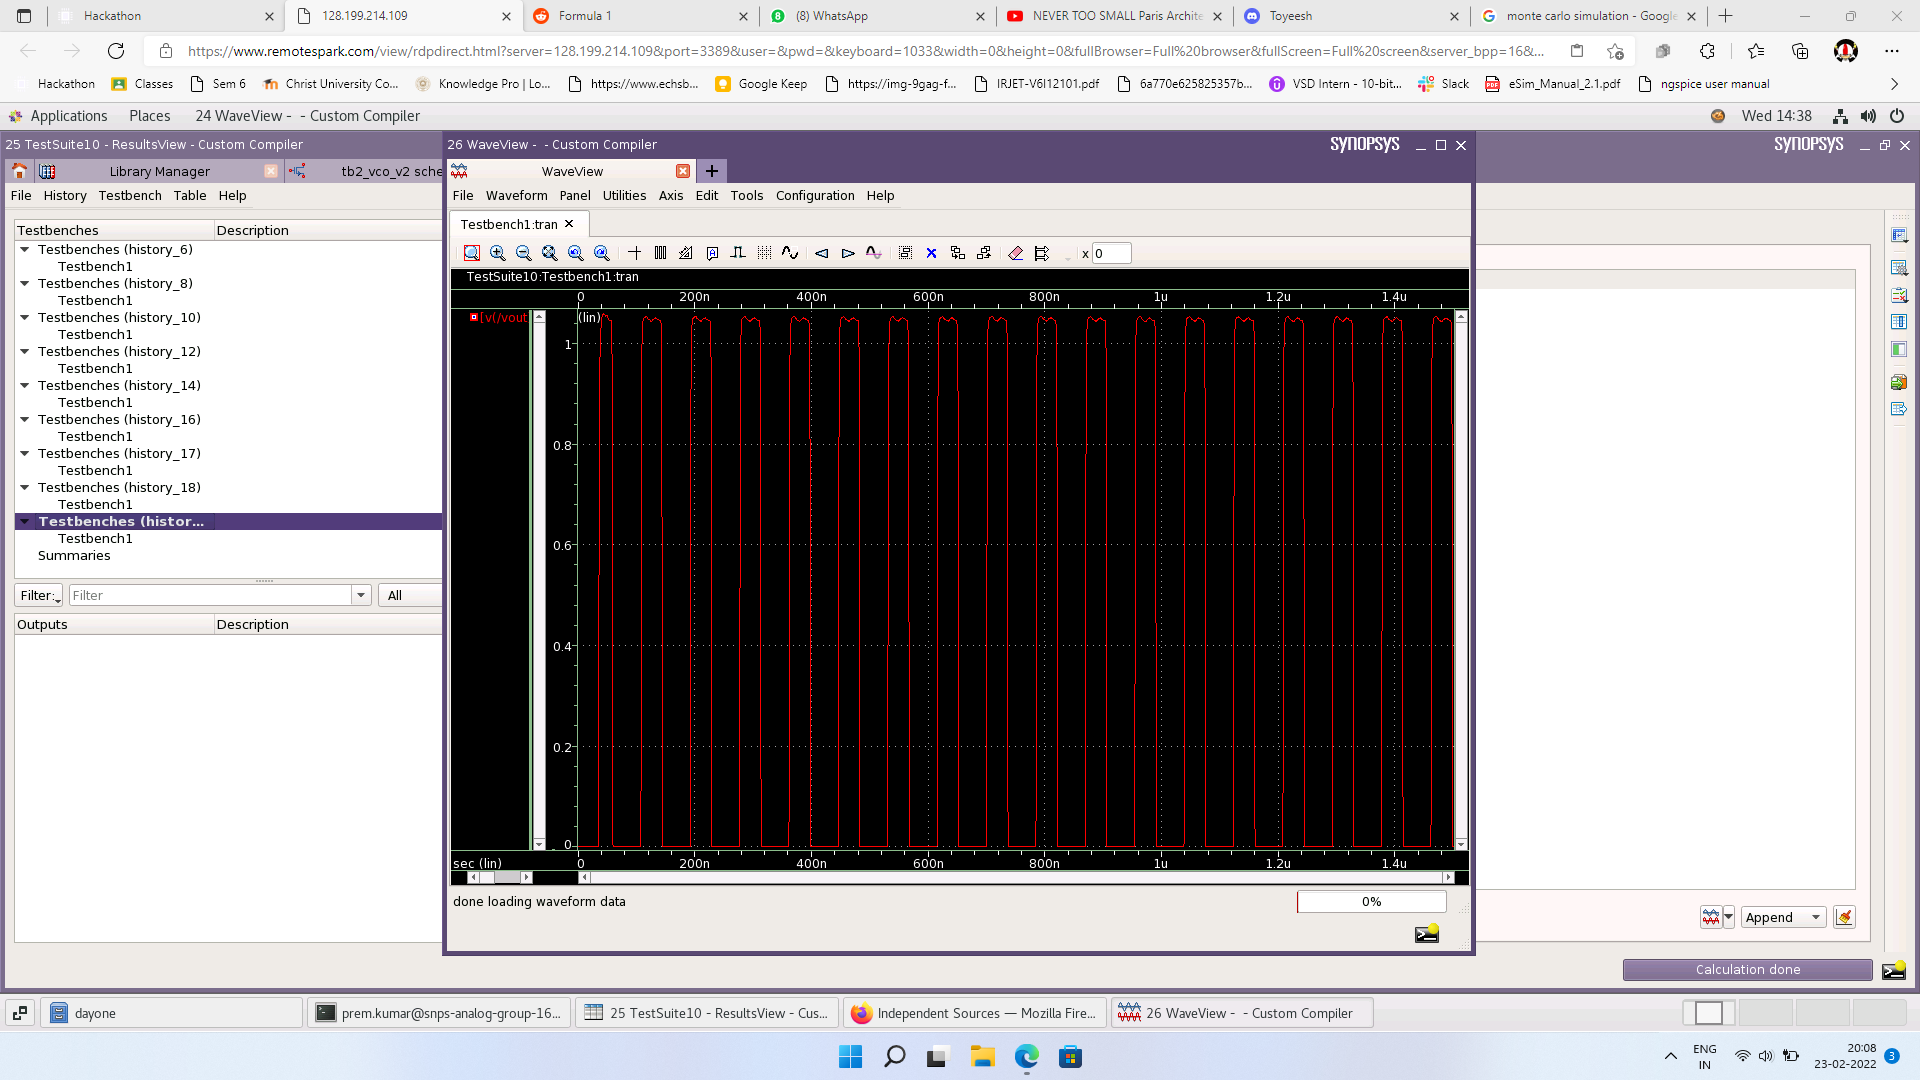 Hackathon
128.199.214.109
Formula 1
(8) WhatsApp
NEVER TOO SMALL Paris Archite
Toyeesh
monte carlo simulation - Google
https://www.remotespark.com/view/rdpdirect.html?server=128.199.214.109&port=3389&user=&pwd=&keyboard=1033&width=0&height=0&fullBrowser=Full%20browser&fullScreen=Full%20screen&server_bpp=16&...
Hackathon
Classes
Sem 6
Christ University Co...
Knowledge Pro | Lo...
https://www.echsb...
Google Keep
https://img-9gag-f...
IRJET-V6I12101.pdf
6a770e625825357b...
VSD Intern - 10-bit...
Slack
eSim_Manual_2.1.pdf
ngspice user manual
Applications Places 24 WaveView - - Custom Compiler
Wed 14:38
25 TestSuite10 - ResultsView - Custom Compiler
26 WaveView - - Custom Compiler
SYNOPSYS
SYNOPSYS
Library Manager
tb2_vco_v2 sche
WaveView
File History Testbench Table Help
File Waveform Panel Utilities Axis Edit Tools Configuration Help
Testbench1:tran
x 0
Testbenches Description
Testbenches (history_6)
Testbench1
Testbenches (history_8)
Testbench1
Testbenches (history_10)
Testbench1
Testbenches (history_12)
Testbench1
Testbenches (history_14)
Testbench1
Testbenches (history_16)
Testbench1
Testbenches (history_17)
Testbench1
Testbenches (history_18)
Testbench1
Testbenches (histor...
Testbench1
Summaries
Filter: Filter All
Outputs Description
TestSuite10:Testbench1:tran
0 200n 400n 600n 800n 1u 1.2u 1.4u
[v(/vout
(lin)
1
0.8
0.6
0.4
0.2
0
sec (lin)
0 200n 400n 600n 800n 1u 1.2u 1.4u
done loading waveform data
0%
Append
Calculation done
dayone
prem.kumar@snps-analog-group-16...
25 TestSuite10 - ResultsView - Cus...
Independent Sources — Mozilla Fire...
26 WaveView - - Custom Compiler
ENG
IN
20:08
23-02-2022
3